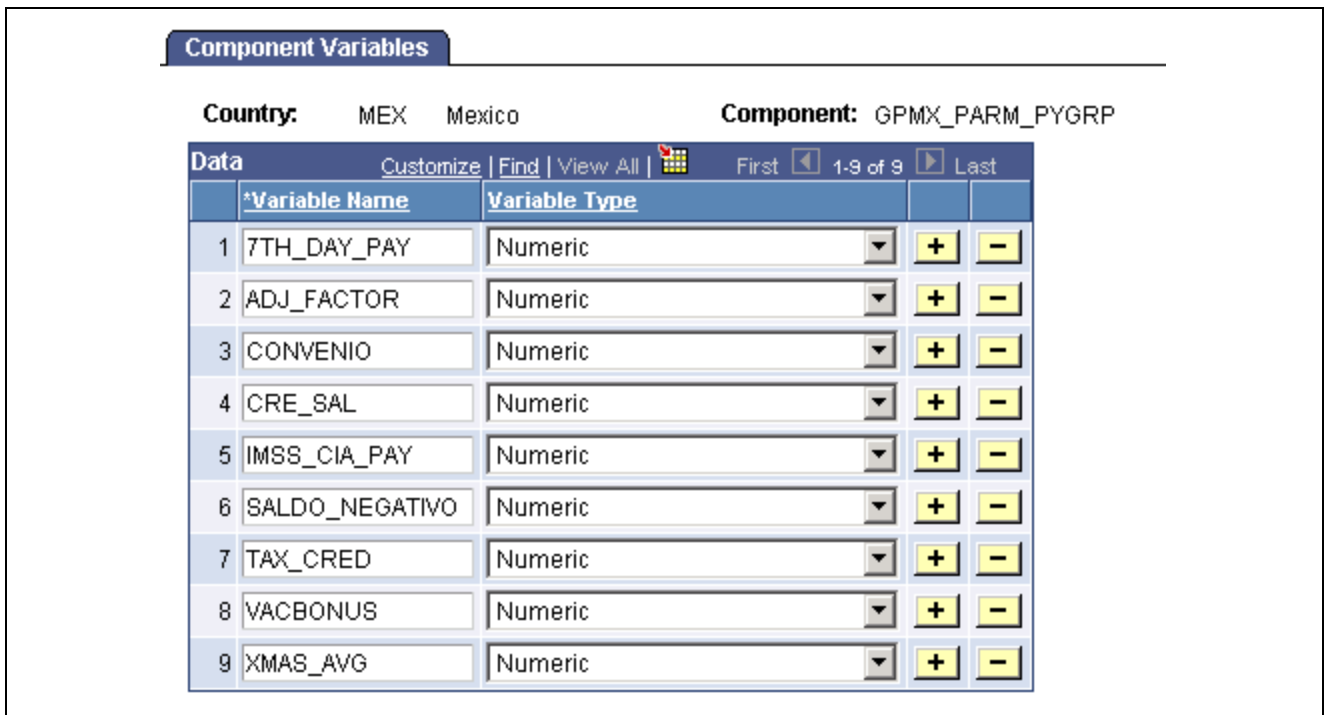 Component Variables
Country: MEX Mexico Component: GPMX_PARM_PYGRP
Data Customize | Find | View All | First 1-9 of 9 Last
*Variable Name Variable Type
1 7TH_DAY_PAY Numeric + -
2 ADJ_FACTOR Numeric + -
3 CONVENIO Numeric + -
4 CRE_SAL Numeric + -
5 IMSS_CIA_PAY Numeric + -
6 SALDO_NEGATIVO Numeric + -
7 TAX_CRED Numeric + -
8 VACBONUS Numeric + -
9 XMAS_AVG Numeric + -